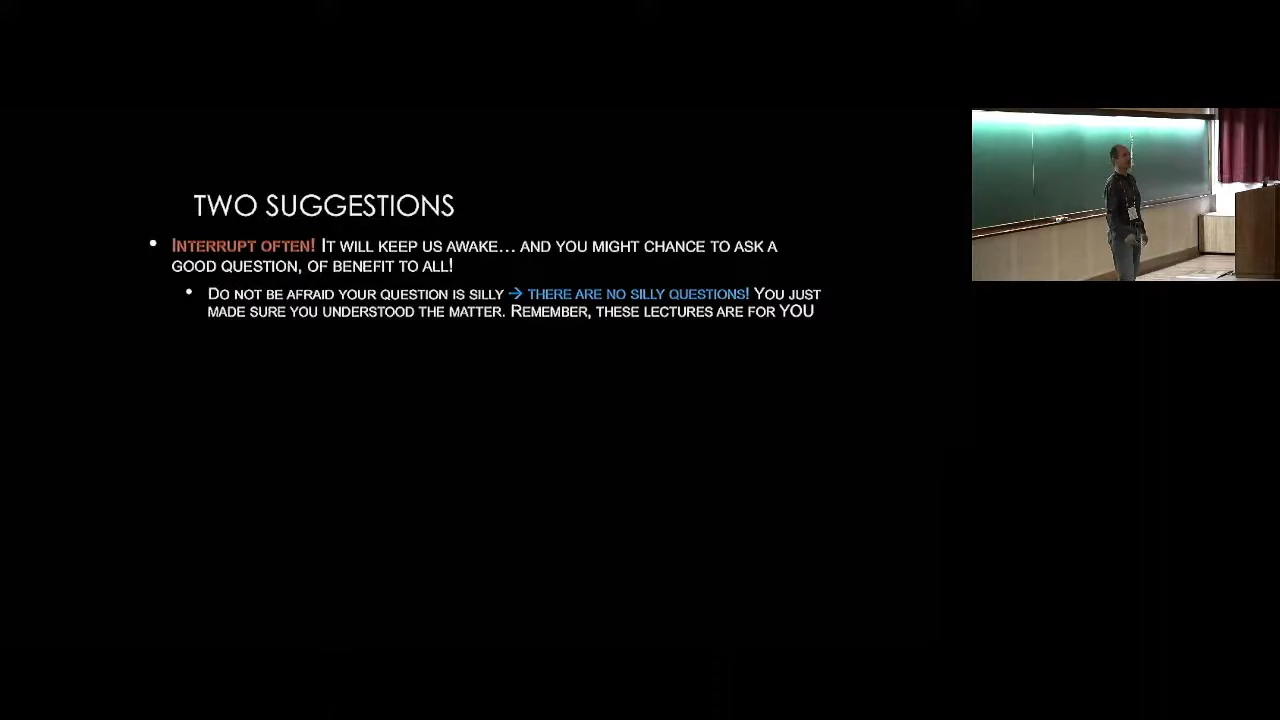 TWO SUGGESTIONS
• INTERRUPT OFTEN! IT WILL KEEP US AWAKE... AND YOU MIGHT CHANCE TO ASK A
GOOD QUESTION, OF BENEFIT TO ALL!
• DO NOT BE AFRAID YOUR QUESTION IS SILLY → THERE ARE NO SILLY QUESTIONS! YOU JUST
MADE SURE YOU UNDERSTOOD THE MATTER. REMEMBER, THESE LECTURES ARE FOR YOU